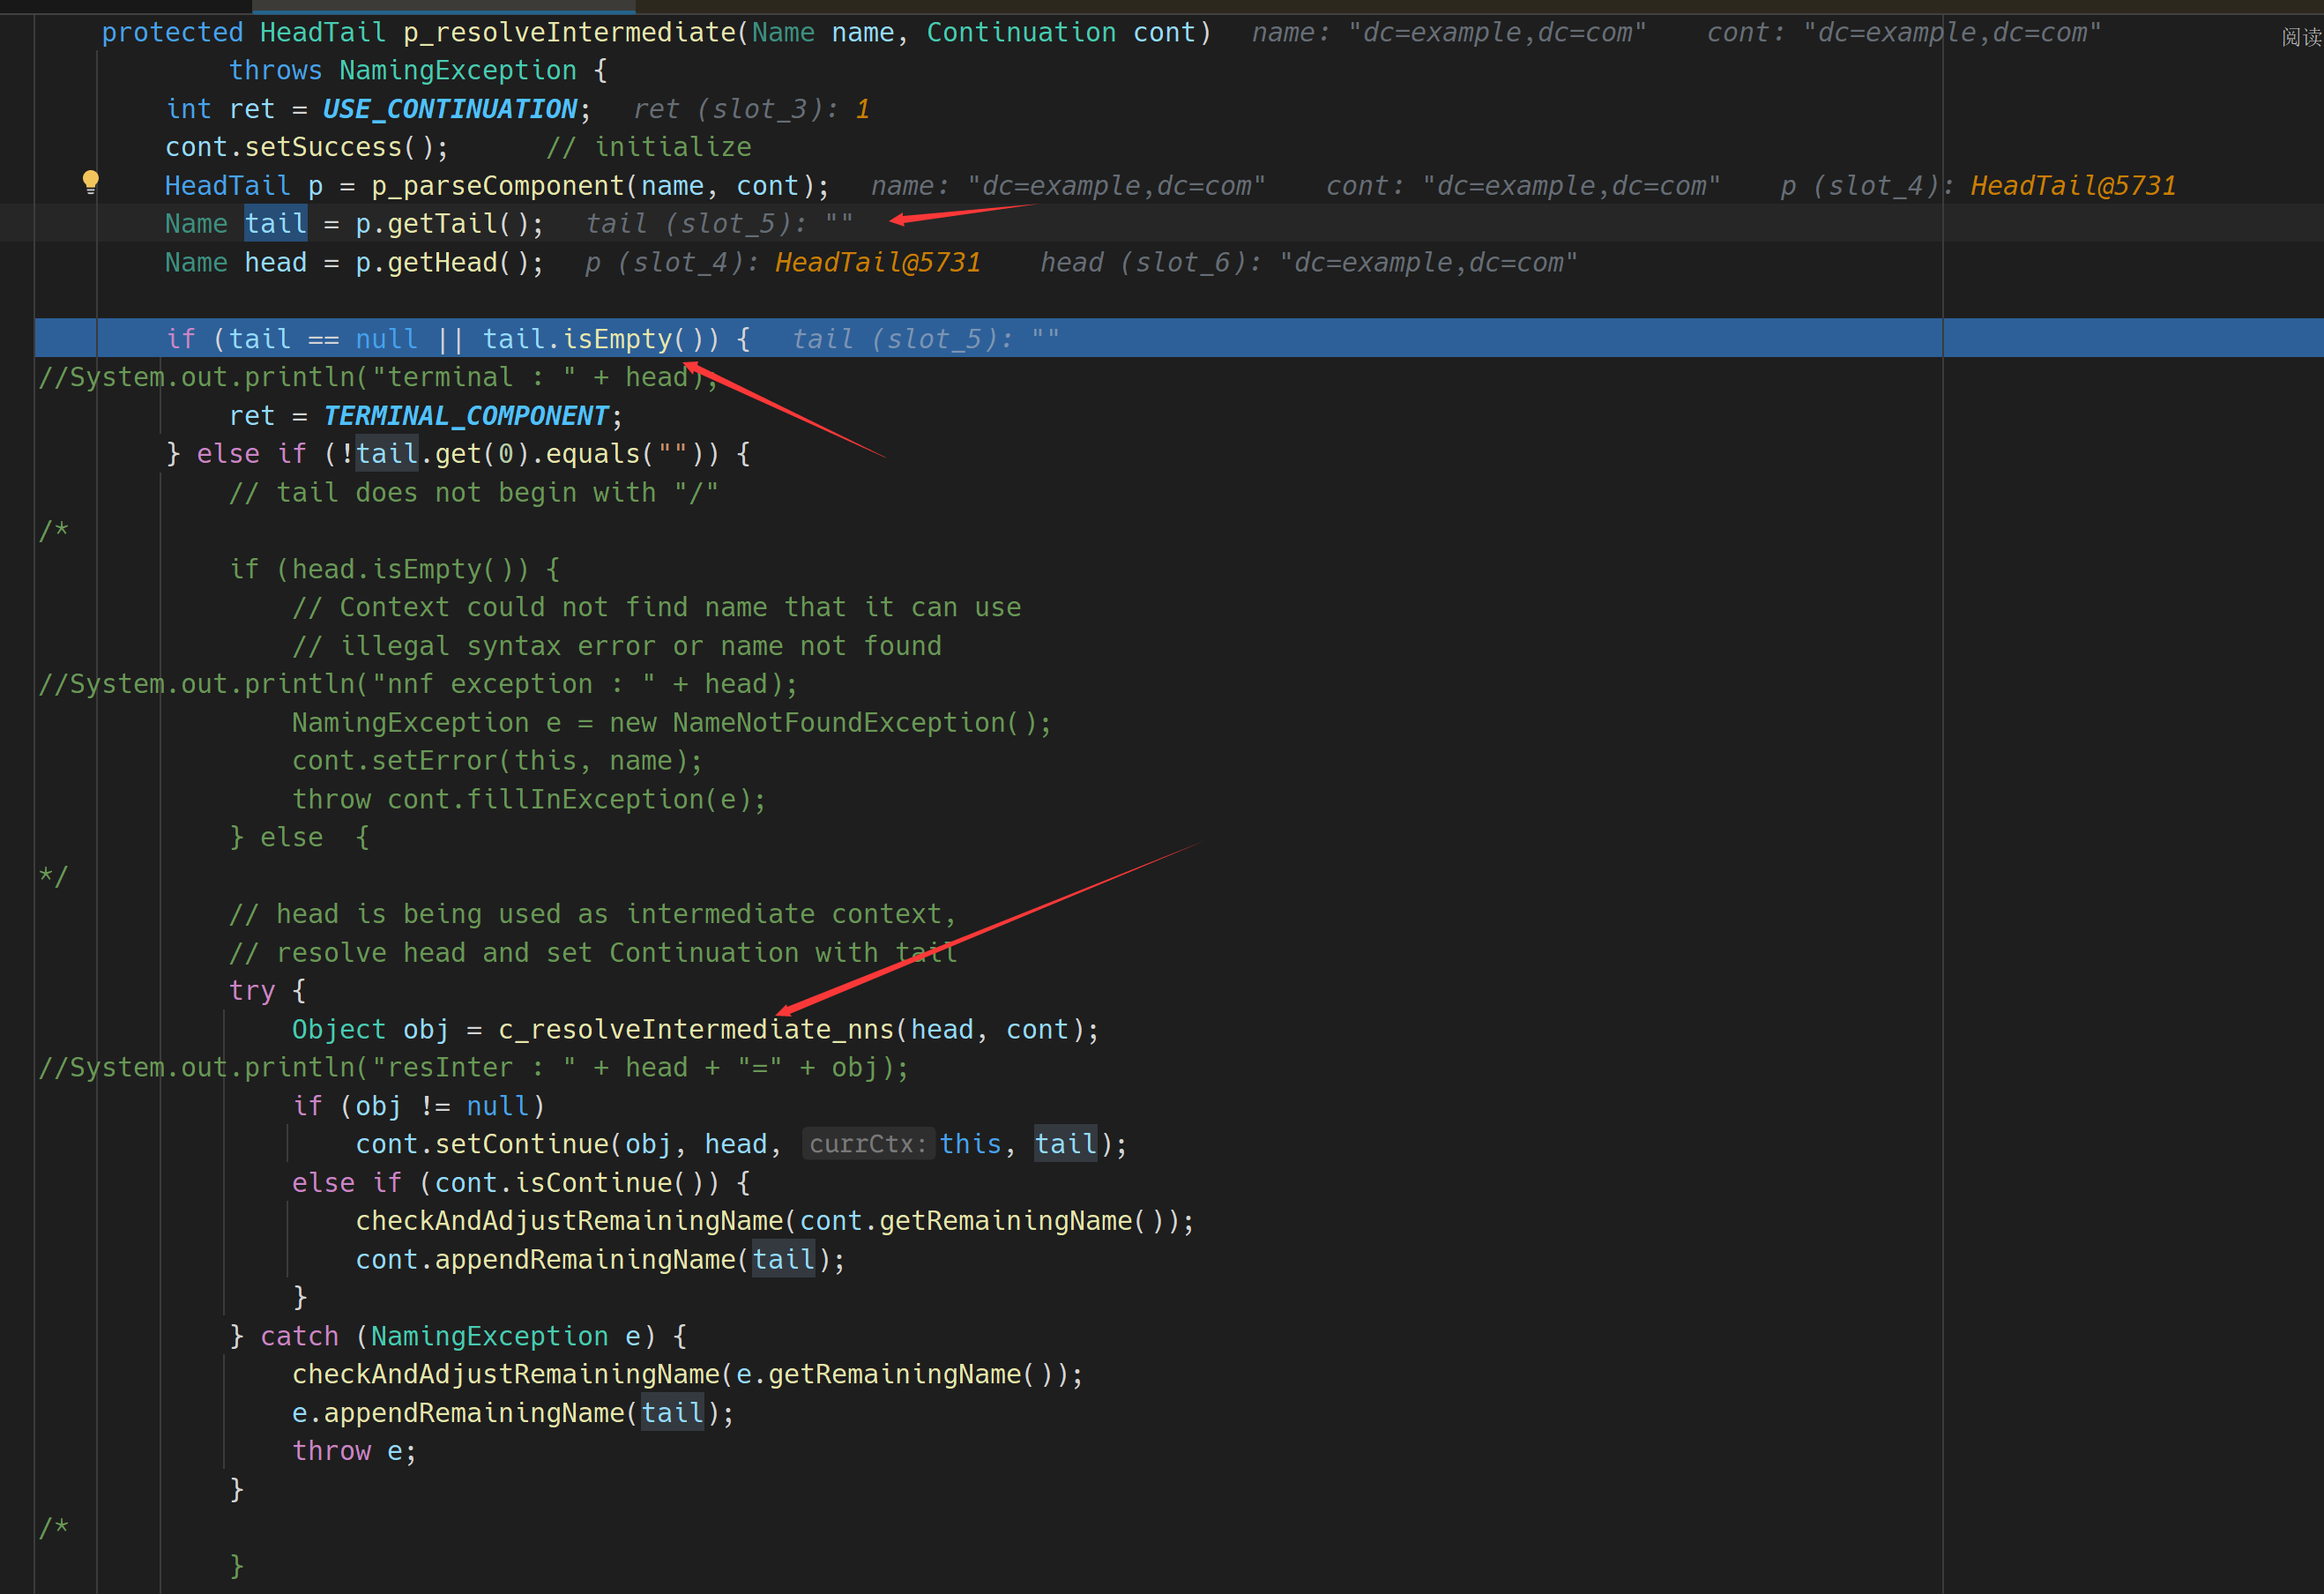 protected HeadTail p_resolveIntermediate(Name name, Continuation cont)  name: "dc=example,dc=com"    cont: "dc=example,dc=com"
阅读
        throws NamingException {
    int ret = USE_CONTINUATION;  ret (slot_3): 1
    cont.setSuccess();      // initialize
    HeadTail p = p_parseComponent(name, cont);  name: "dc=example,dc=com"    cont: "dc=example,dc=com"    p (slot_4): HeadTail@5731
    Name tail = p.getTail();  tail (slot_5): ""
    Name head = p.getHead();  p (slot_4): HeadTail@5731    head (slot_6): "dc=example,dc=com"
    if (tail == null || tail.isEmpty()) {  tail (slot_5): ""
//System.out.println("terminal : " + head);
        ret = TERMINAL_COMPONENT;
    } else if (!tail.get(0).equals("")) {
        // tail does not begin with "/"
/*
        if (head.isEmpty()) {
            // Context could not find name that it can use
            // illegal syntax error or name not found
//System.out.println("nnf exception : " + head);
            NamingException e = new NameNotFoundException();
            cont.setError(this, name);
            throw cont.fillInException(e);
        } else  {
*/
        // head is being used as intermediate context,
        // resolve head and set Continuation with tail
        try {
            Object obj = c_resolveIntermediate_nns(head, cont);
//System.out.println("resInter : " + head + "=" + obj);
            if (obj != null)
                cont.setContinue(obj, head, currCtx: this, tail);
            else if (cont.isContinue()) {
                checkAndAdjustRemainingName(cont.getRemainingName());
                cont.appendRemainingName(tail);
            }
        } catch (NamingException e) {
            checkAndAdjustRemainingName(e.getRemainingName());
            e.appendRemainingName(tail);
            throw e;
        }
/*
        }